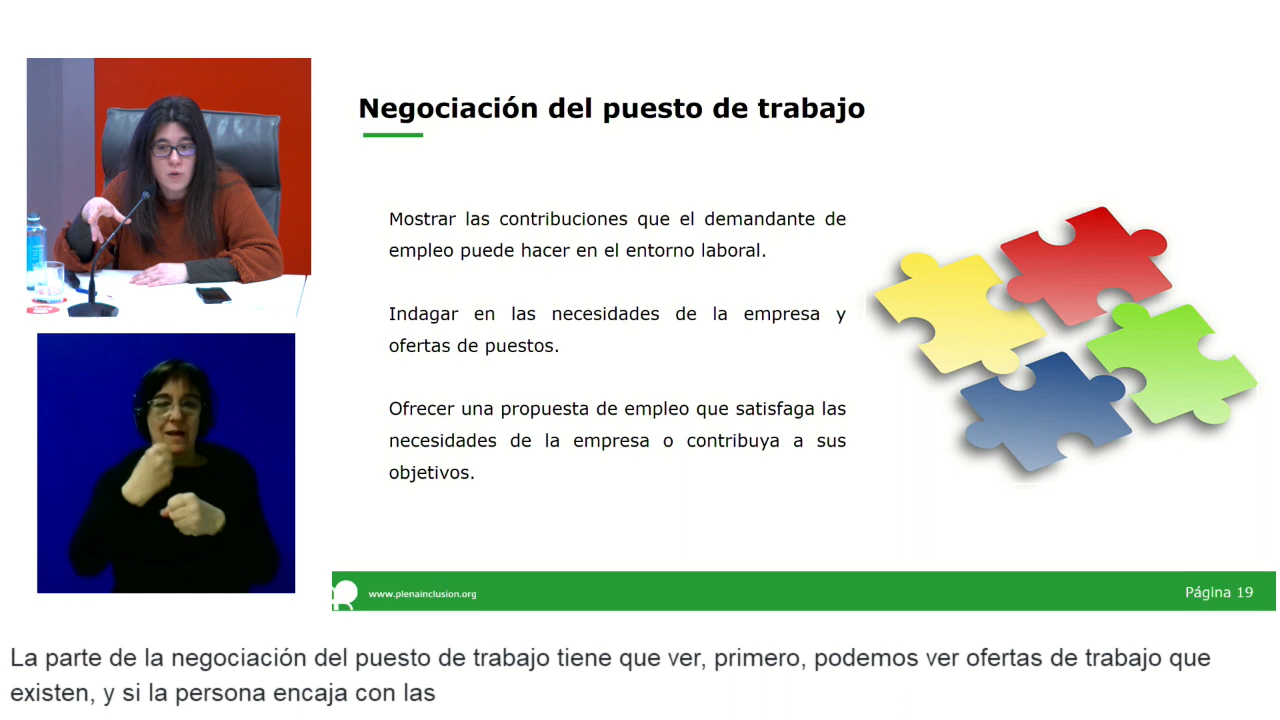 Negociación del puesto de trabajo
Mostrar las contribuciones que el demandante de
empleo puede hacer en el entorno laboral.
Indagar en las necesidades de la empresa y
ofertas de puestos.
Ofrecer una propuesta de empleo que satisfaga las
necesidades de la empresa o contribuya a sus
objetivos.
www.plenainclusion.org
Página 19
La parte de la negociación del puesto de trabajo tiene que ver, primero, podemos ver ofertas de trabajo que
existen, y si la persona encaja con las